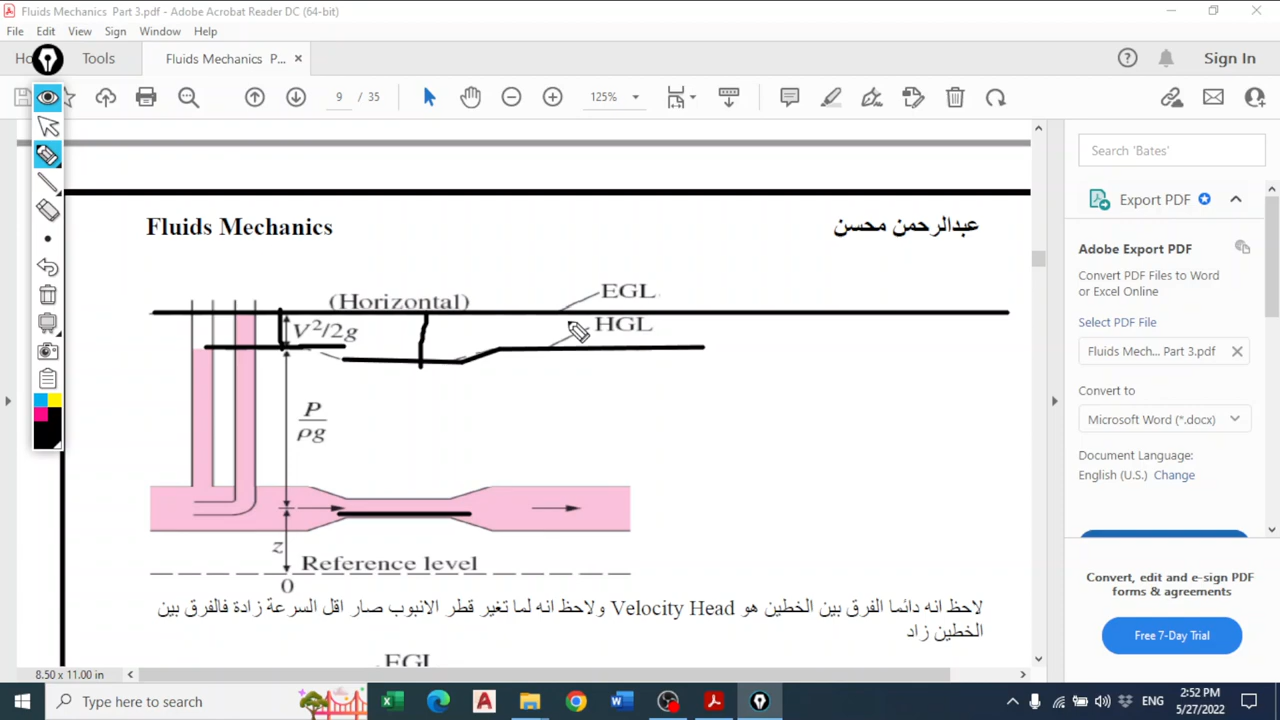 Fluids Mechanics Part 3.pdf - Adobe Acrobat Reader DC (64-bit)
File Edit View Sign Window Help
Tools Fluids Mechanics P... × Sign In
9 / 35 125%
Search 'Bates'
Export PDF
Adobe Export PDF
Convert PDF Files to Word
or Excel Online
Select PDF File
Fluids Mech... Part 3.pdf
Convert to
Microsoft Word (*.docx)
Document Language:
English (U.S.) Change
Convert, edit and e-sign PDF
forms & agreements
Free 7-Day Trial
Fluids Mechanics عبدالرحمن محسن
(Horizontal) EGL
V²/2g HGL
P
ρg
z
Reference level
0
لاحظ انه دائما الفرق بين الخطين هو Velocity Head ولاحظ انه لما تغير قطر الانبوب صار اقل السرعة زادة فالفرق بين
الخطين زاد
EGL
8.50 x 11.00 in
Type here to search
ENG
2:52 PM
5/27/2022